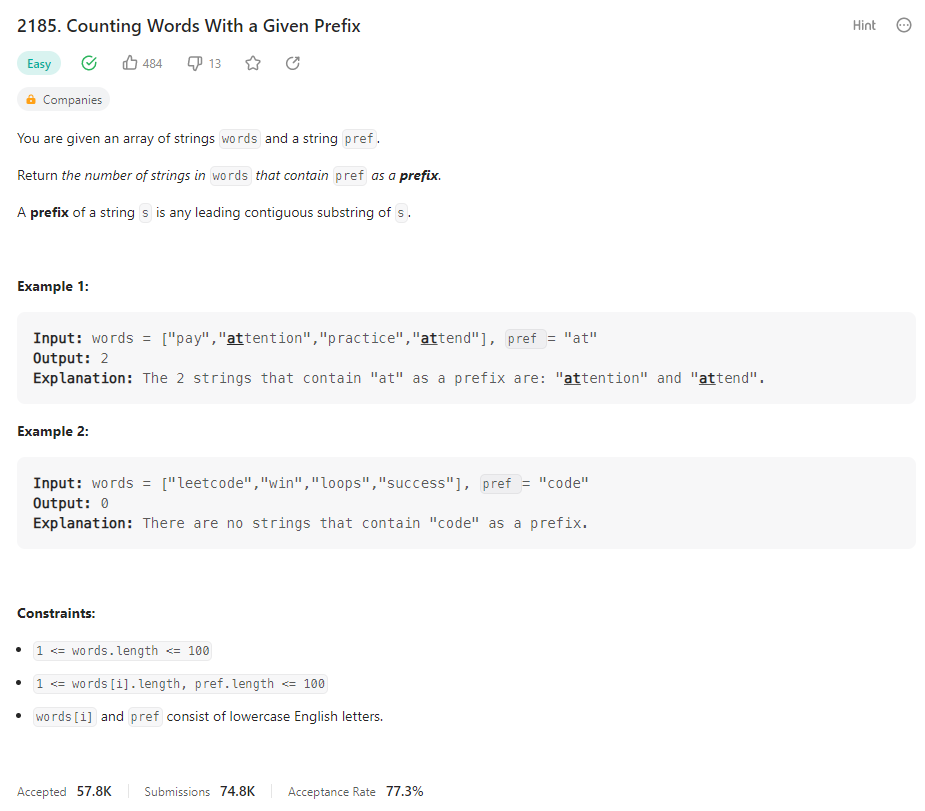 2185. Counting Words With a Given Prefix
Hint
Easy
484
13
Companies
You are given an array of strings words and a string pref.
Return the number of strings in words that contain pref as a prefix.
A prefix of a string s is any leading contiguous substring of s.
Example 1:
Input: words = ["pay","attention","practice","attend"], pref = "at"
Output: 2
Explanation: The 2 strings that contain "at" as a prefix are: "attention" and "attend".
Example 2:
Input: words = ["leetcode","win","loops","success"], pref = "code"
Output: 0
Explanation: There are no strings that contain "code" as a prefix.
Constraints:
• 1 <= words.length <= 100
• 1 <= words[i].length, pref.length <= 100
• words[i] and pref consist of lowercase English letters.
Accepted 57.8K Submissions 74.8K Acceptance Rate 77.3%